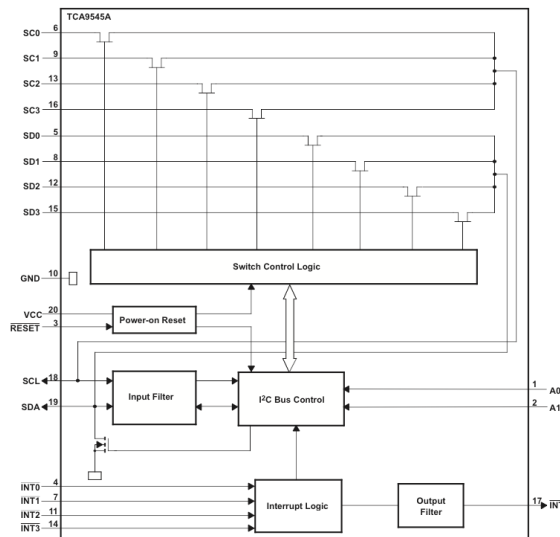 TCA9545A
SC0 6
SC1 9
SC2 13
SC3 16
SD0 5
SD1 8
SD2 12
SD3 15
Switch Control Logic
GND 10
VCC 20
RESET 3
Power-on Reset
SCL 18
SDA 19
Input Filter
I²C Bus Control
1 A0
2 A1
INT0 4
INT1 7
INT2 11
INT3 14
Interrupt Logic
Output
Filter
17 INT